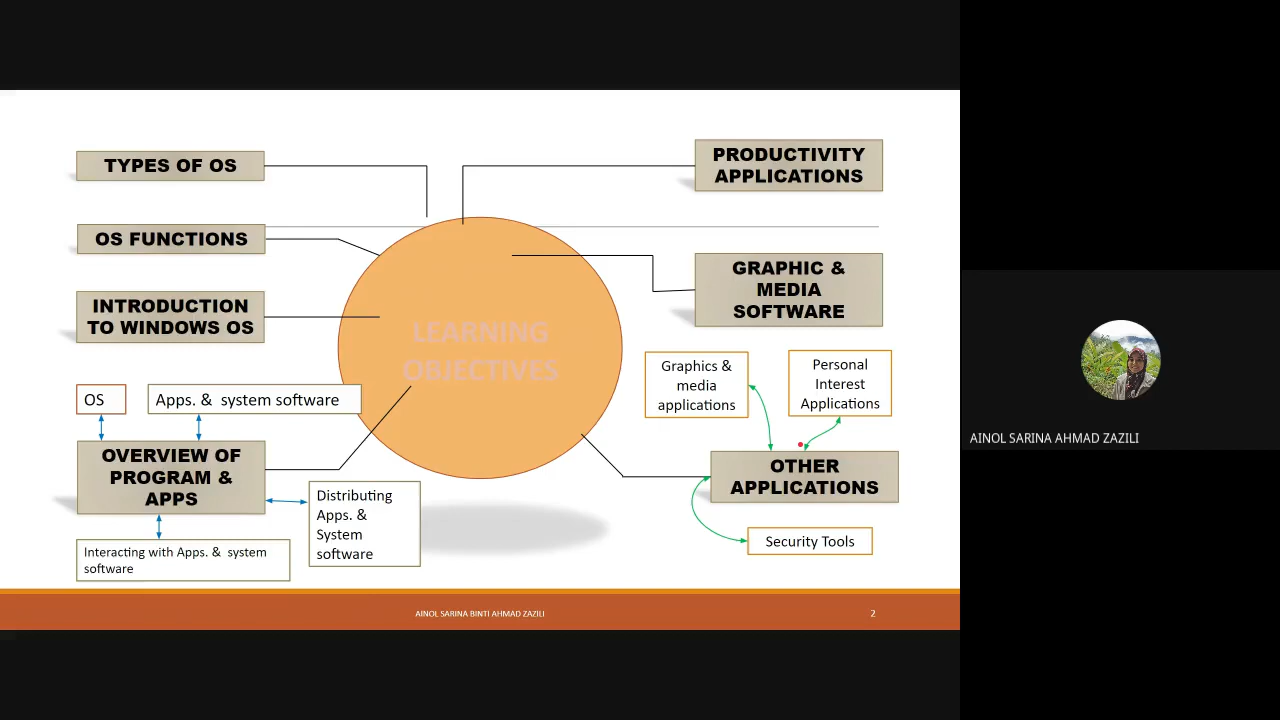 TYPES OF OS
OS FUNCTIONS
INTRODUCTION
TO WINDOWS OS
OS
Apps. & system software
OVERVIEW OF
PROGRAM &
APPS
Distributing
Apps. &
System
software
Interacting with Apps. & system
software
LEARNING
OBJECTIVES
PRODUCTIVITY
APPLICATIONS
GRAPHIC &
MEDIA
SOFTWARE
Graphics &
media
applications
Personal
Interest
Applications
OTHER
APPLICATIONS
Security Tools
AINOL SARINA BINTI AHMAD ZAZILI
2
AINOL SARINA AHMAD ZAZILI